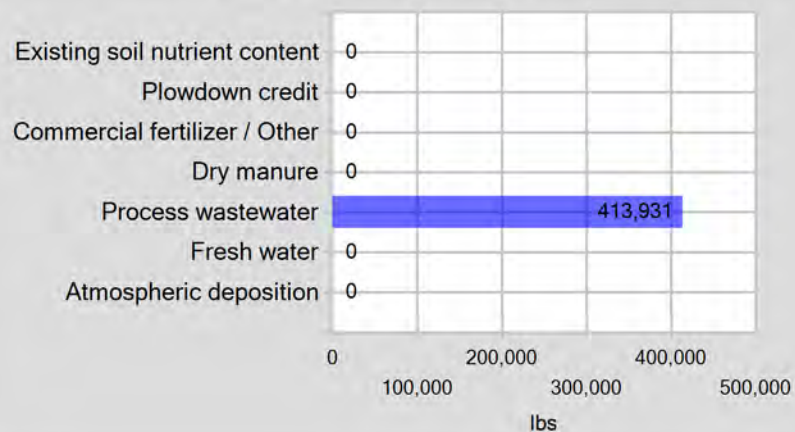 Existing soil nutrient content 0
Plowdown credit 0
Commercial fertilizer / Other 0
Dry manure 0
Process wastewater 413,931
Fresh water 0
Atmospheric deposition 0
0 200,000 400,000
100,000 300,000 500,000
lbs